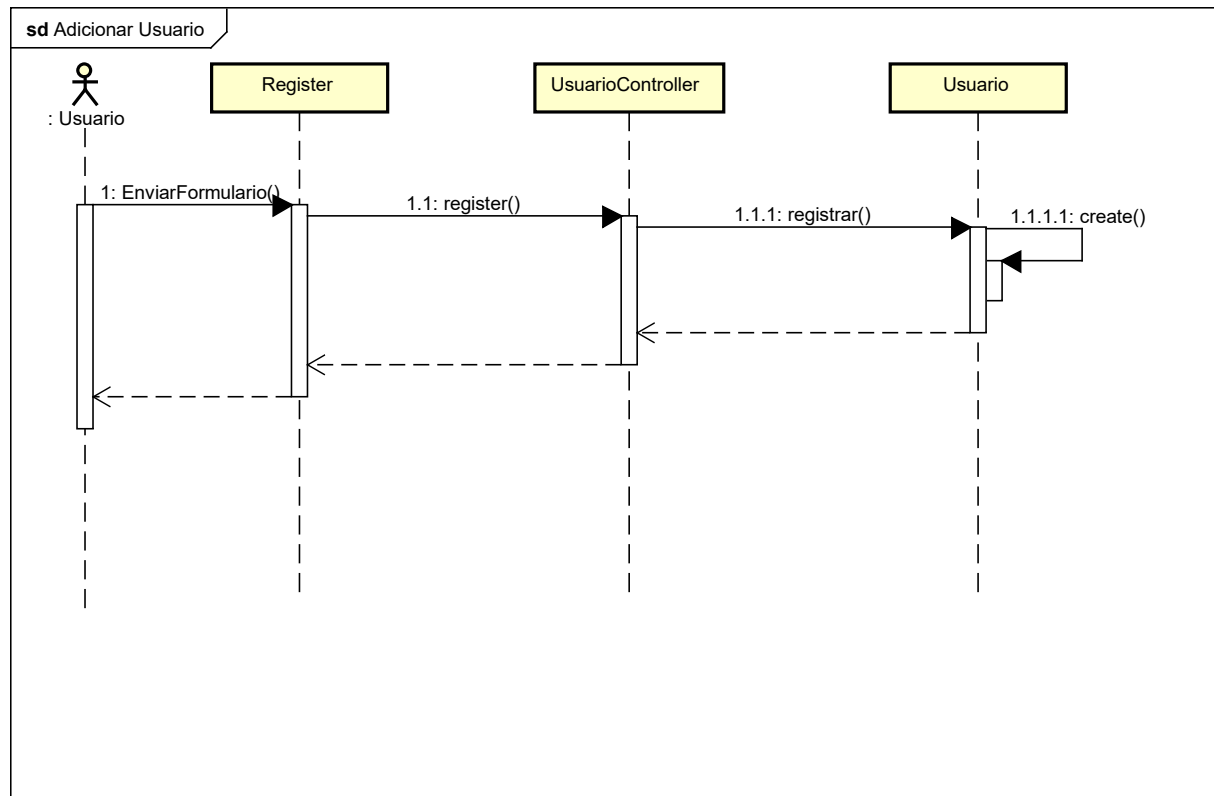 sd Adicionar Usuario
: Usuario
Register
UsuarioController
Usuario
1: EnviarFormulario()
1.1: register()
1.1.1: registrar()
1.1.1.1: create()